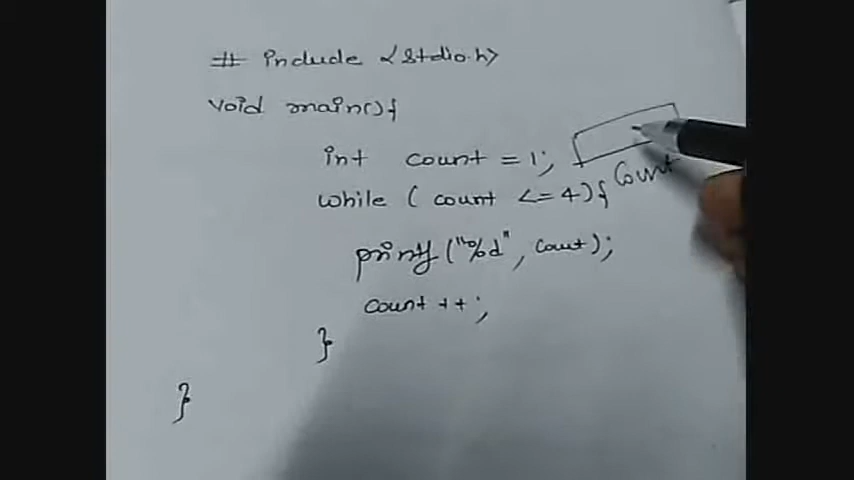 # include <stdio.h>
void main(){
int count = 1;
while ( count <= 4){
Count
printf ("%d", count);
count ++;
}
}